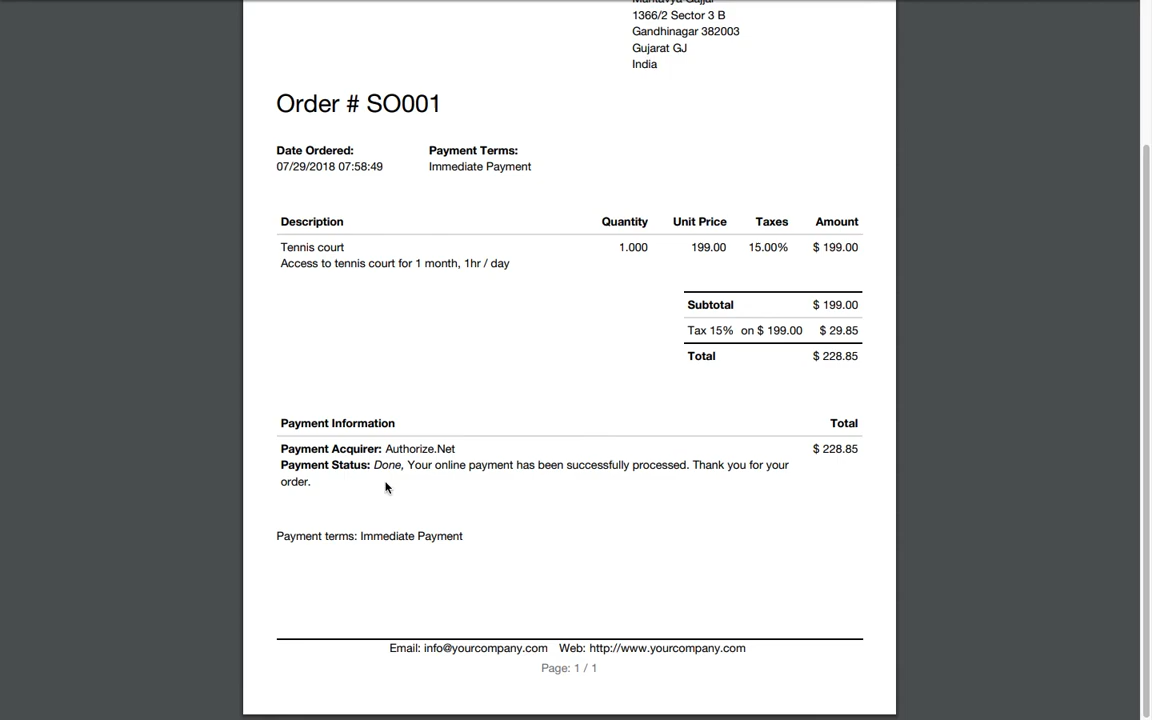 Mantavya Gajjar
1366/2 Sector 3 B
Gandhinagar 382003
Gujarat GJ
India
Order # SO001
Date Ordered: Payment Terms:
07/29/2018 07:58:49 Immediate Payment
Description Quantity Unit Price Taxes Amount
Tennis court 1.000 199.00 15.00% $ 199.00
Access to tennis court for 1 month, 1hr / day
Subtotal $ 199.00
Tax 15% on $ 199.00 $ 29.85
Total $ 228.85
Payment Information Total
Payment Acquirer: Authorize.Net $ 228.85
Payment Status: Done, Your online payment has been successfully processed. Thank you for your
order.
Payment terms: Immediate Payment
Email: info@yourcompany.com Web: http://www.yourcompany.com
Page: 1 / 1